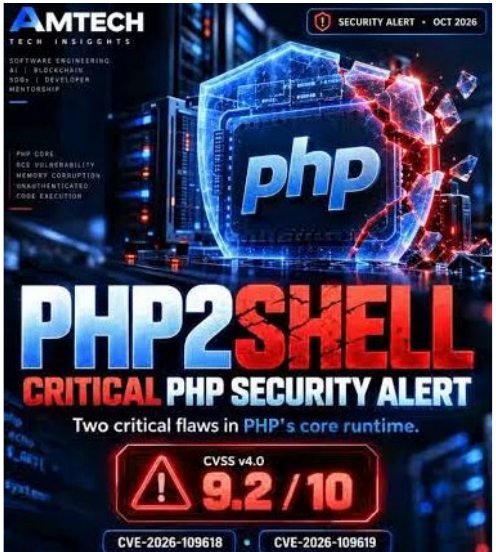 AMTECH
TECH INSIGGHTS
SOFTWARE ENGINEERING
AI | BLOCKCHAIN
SDGs | DEVELOPER
MENTORSHIP
SECURITY ALERT • OCT 2026
PHP CORE
RCE VULNERABILITY
MEMORY CORRUPTION
UNAUTHENTICATED
CODE EXECUTION
php
PHP2SHELL
CRITICAL PHP SECURITY ALERT
Two critical flaws in PHP's core runtime.
CVSS v4.0
9.2 / 10
CVE-2026-109618 • CVE-2026-109619